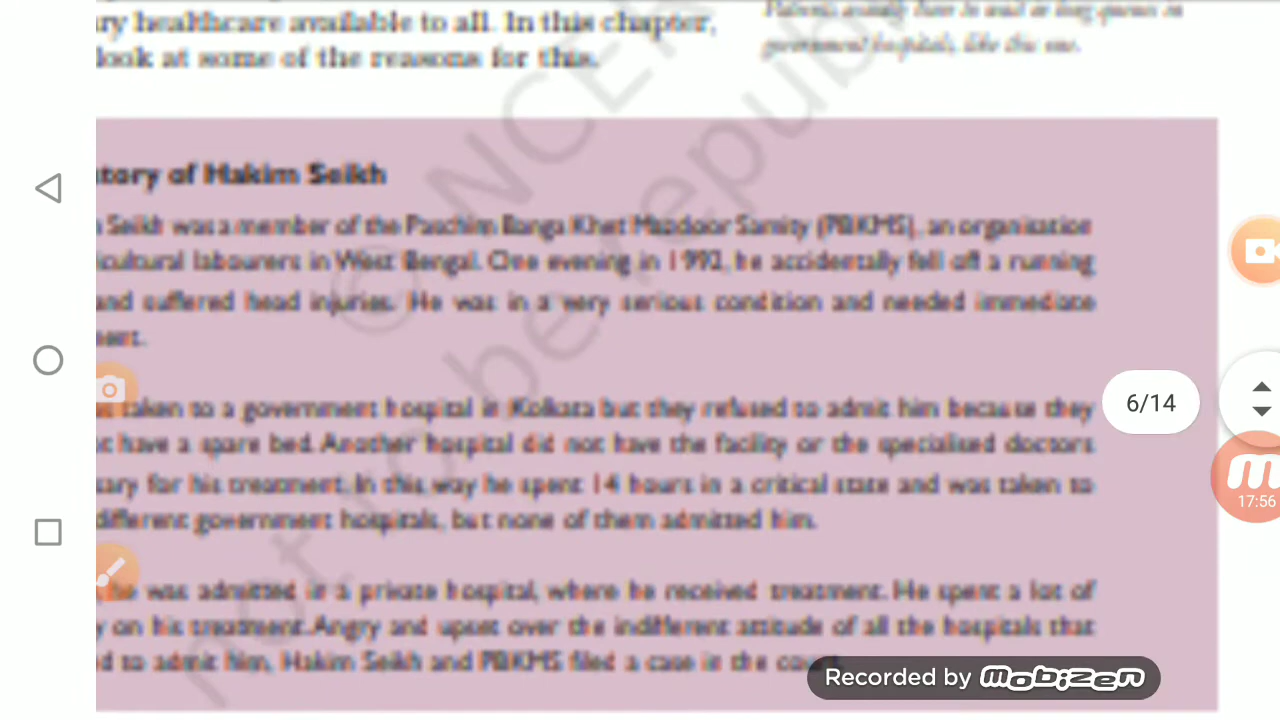 ry healthcare available to all. In this chapter,
look at some of the reasons for this.
Patients usually have to wait in long queues in
government hospitals, like this one.
© NCER
not to be republi
tory of Hakim Seikh
Seikh was a member of the Paschim Banga Khet Mazdoor Samity (PBKMS), an organisation
icultural labourers in West Bengal. One evening in 1992, he accidentally fell off a running
and suffered head injuries. He was in a very serious condition and needed immediate
ment.
s taken to a government hospital in Kolkata but they refused to admit him because they
t have a spare bed. Another hospital did not have the facility or the specialised doctors
sary for his treatment. In this way he spent 14 hours in a critical state and was taken to
different government hospitals, but none of them admitted him.
, he was admitted in a private hospital, where he received treatment. He spent a lot of
y on his treatment. Angry and upset over the indifferent attitude of all the hospitals that
d to admit him, Hakim Seikh and PBKMS filed a case in the court.
6/14
17:56
Recorded by mobizen